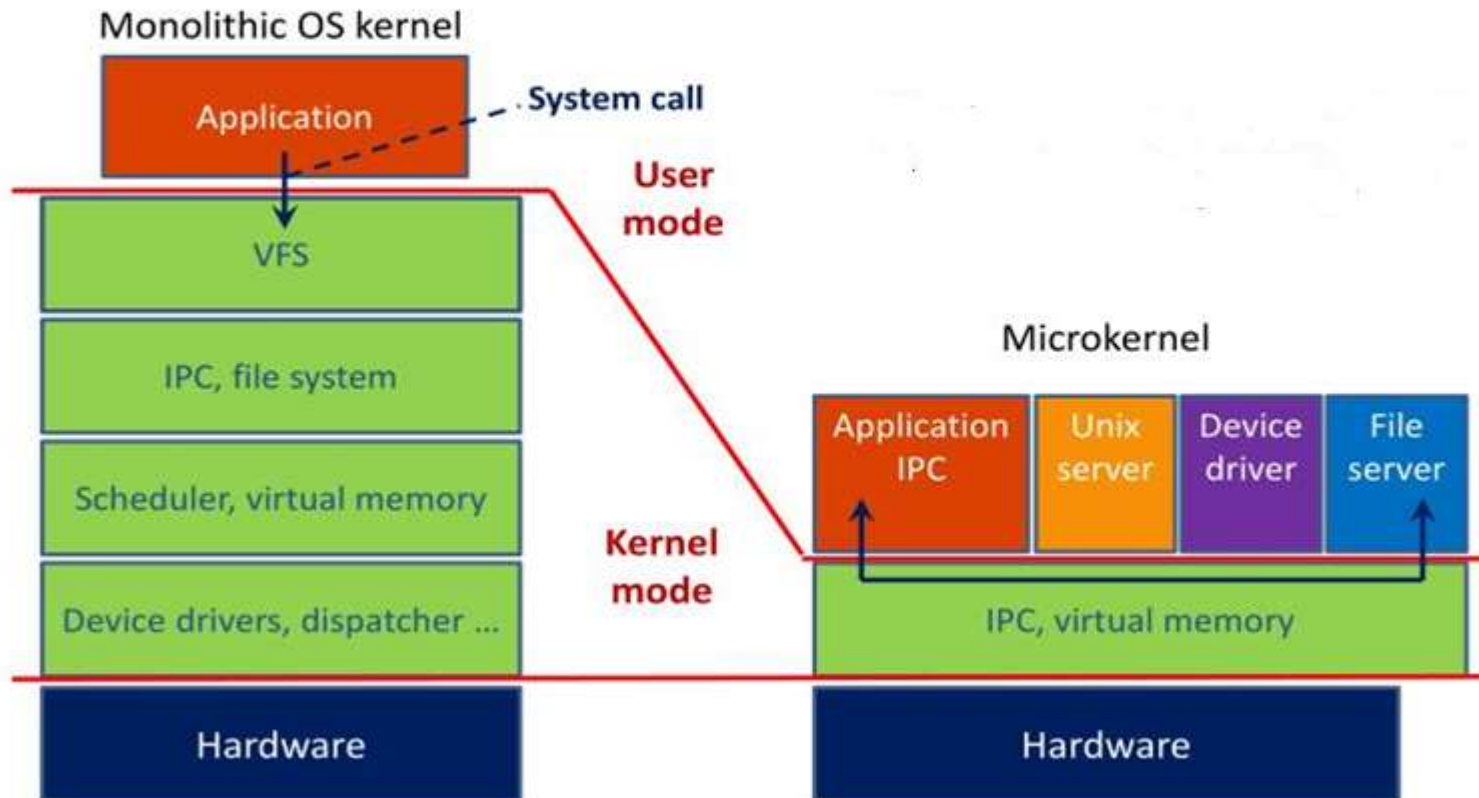 Monolithic OS kernel
Application
System call
User
mode
VFS
IPC, file system
Scheduler, virtual memory
Device drivers, dispatcher ...
Kernel
mode
Hardware
Microkernel
Application
IPC
Unix
server
Device
driver
File
server
IPC, virtual memory
Hardware